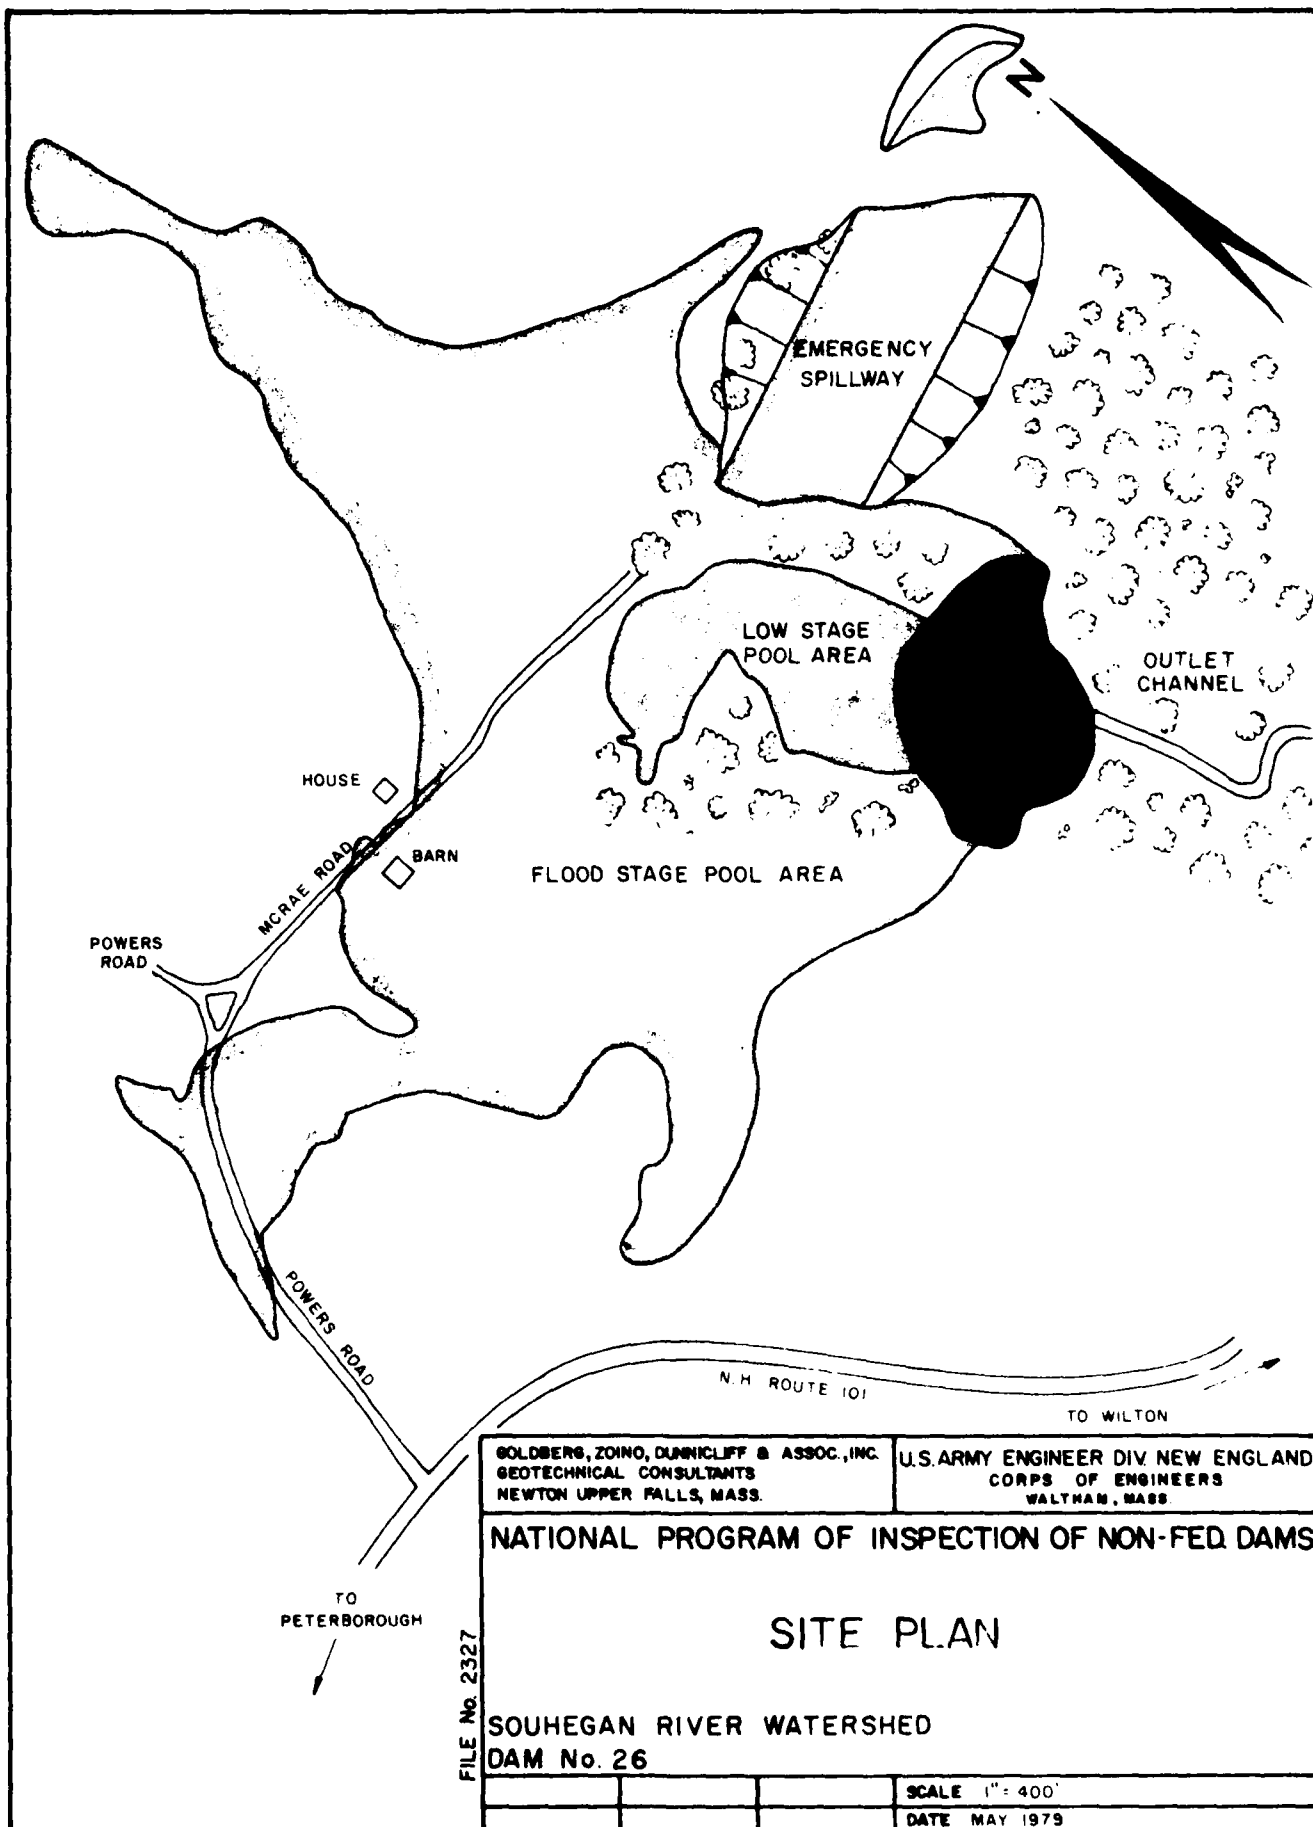 N
EMERGENCY
SPILLWAY
LOW STAGE
POOL AREA
OUTLET
CHANNEL
HOUSE
MCRAE ROAD
BARN
FLOOD STAGE POOL AREA
POWERS
ROAD
POWERS ROAD
N.H ROUTE 101
TO WILTON
TO
PETERBOROUGH
GOLDBERG, ZOINO, DUNNICLIFF & ASSOC., INC.
GEOTECHNICAL CONSULTANTS
NEWTON UPPER FALLS, MASS.
U.S. ARMY ENGINEER DIV. NEW ENGLAND
CORPS OF ENGINEERS
WALTHAM, MASS.
NATIONAL PROGRAM OF INSPECTION OF NON-FED. DAMS
SITE PLAN
FILE No. 2327
SOUHEGAN RIVER WATERSHED
DAM No. 26
SCALE 1" = 400'
DATE MAY 1979